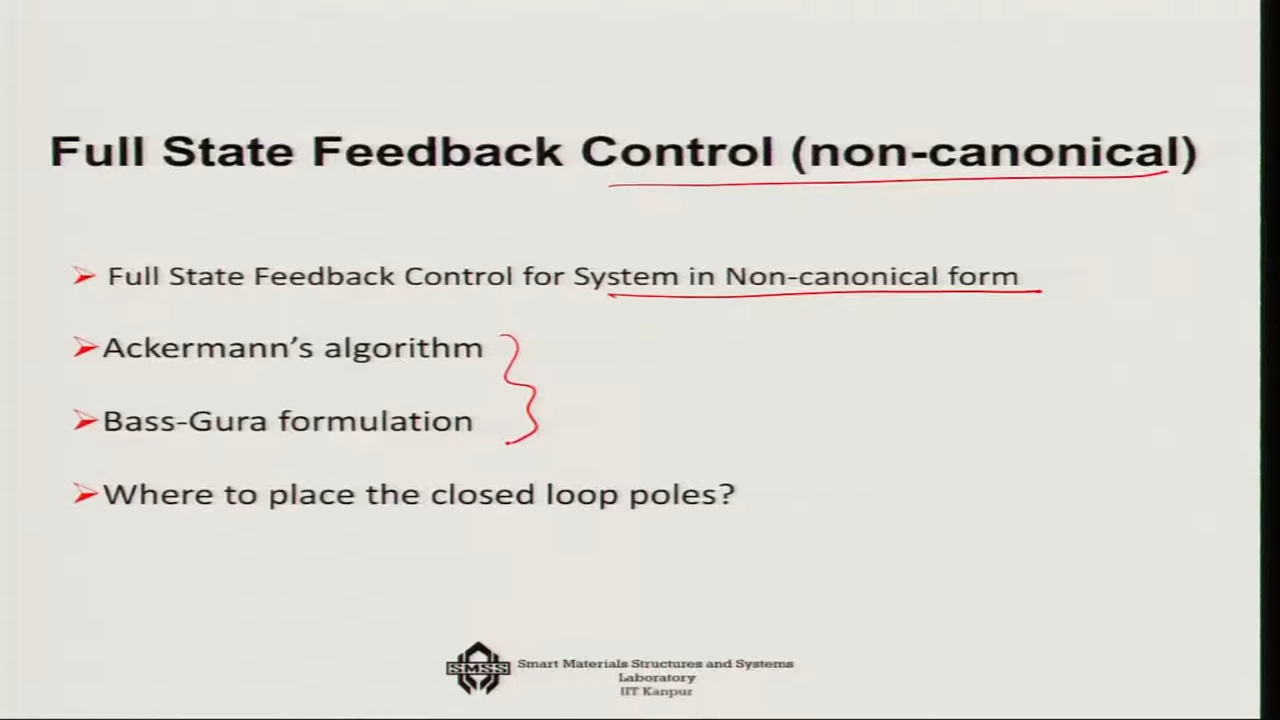 Full State Feedback Control (non-canonical)
Full State Feedback Control for System in Non-canonical form
Ackermann's algorithm
Bass-Gura formulation
Where to place the closed loop poles?
SMSS
Smart Materials Structures and Systems
Laboratory
IIT Kanpur